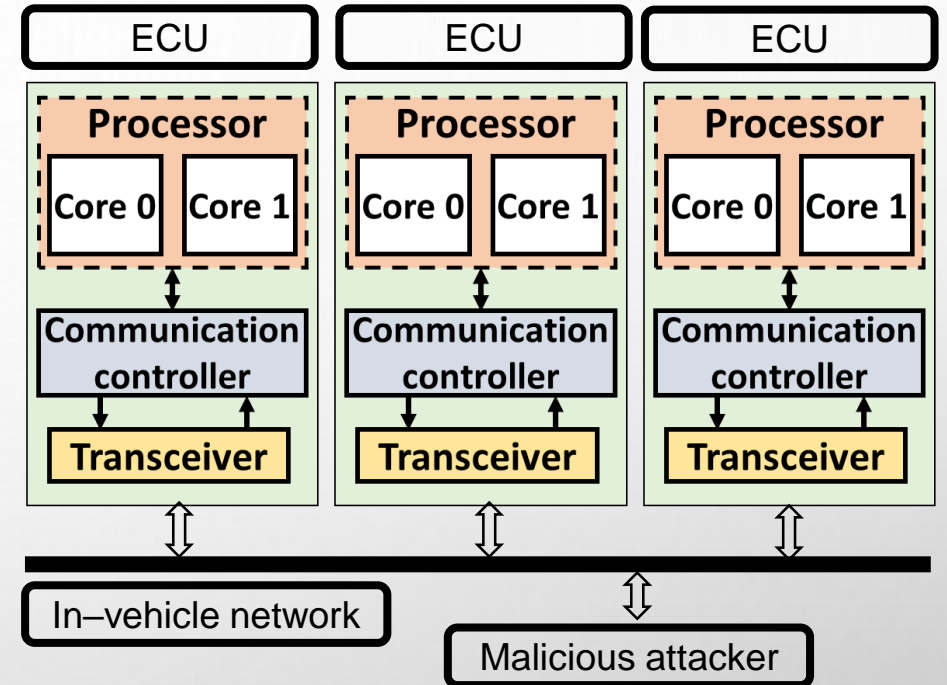 ECU
ECU
ECU
Processor
Core 0
Core 1
Communication
controller
Transceiver
Processor
Core 0
Core 1
Communication
controller
Transceiver
Processor
Core 0
Core 1
Communication
controller
Transceiver
In–vehicle network
Malicious attacker